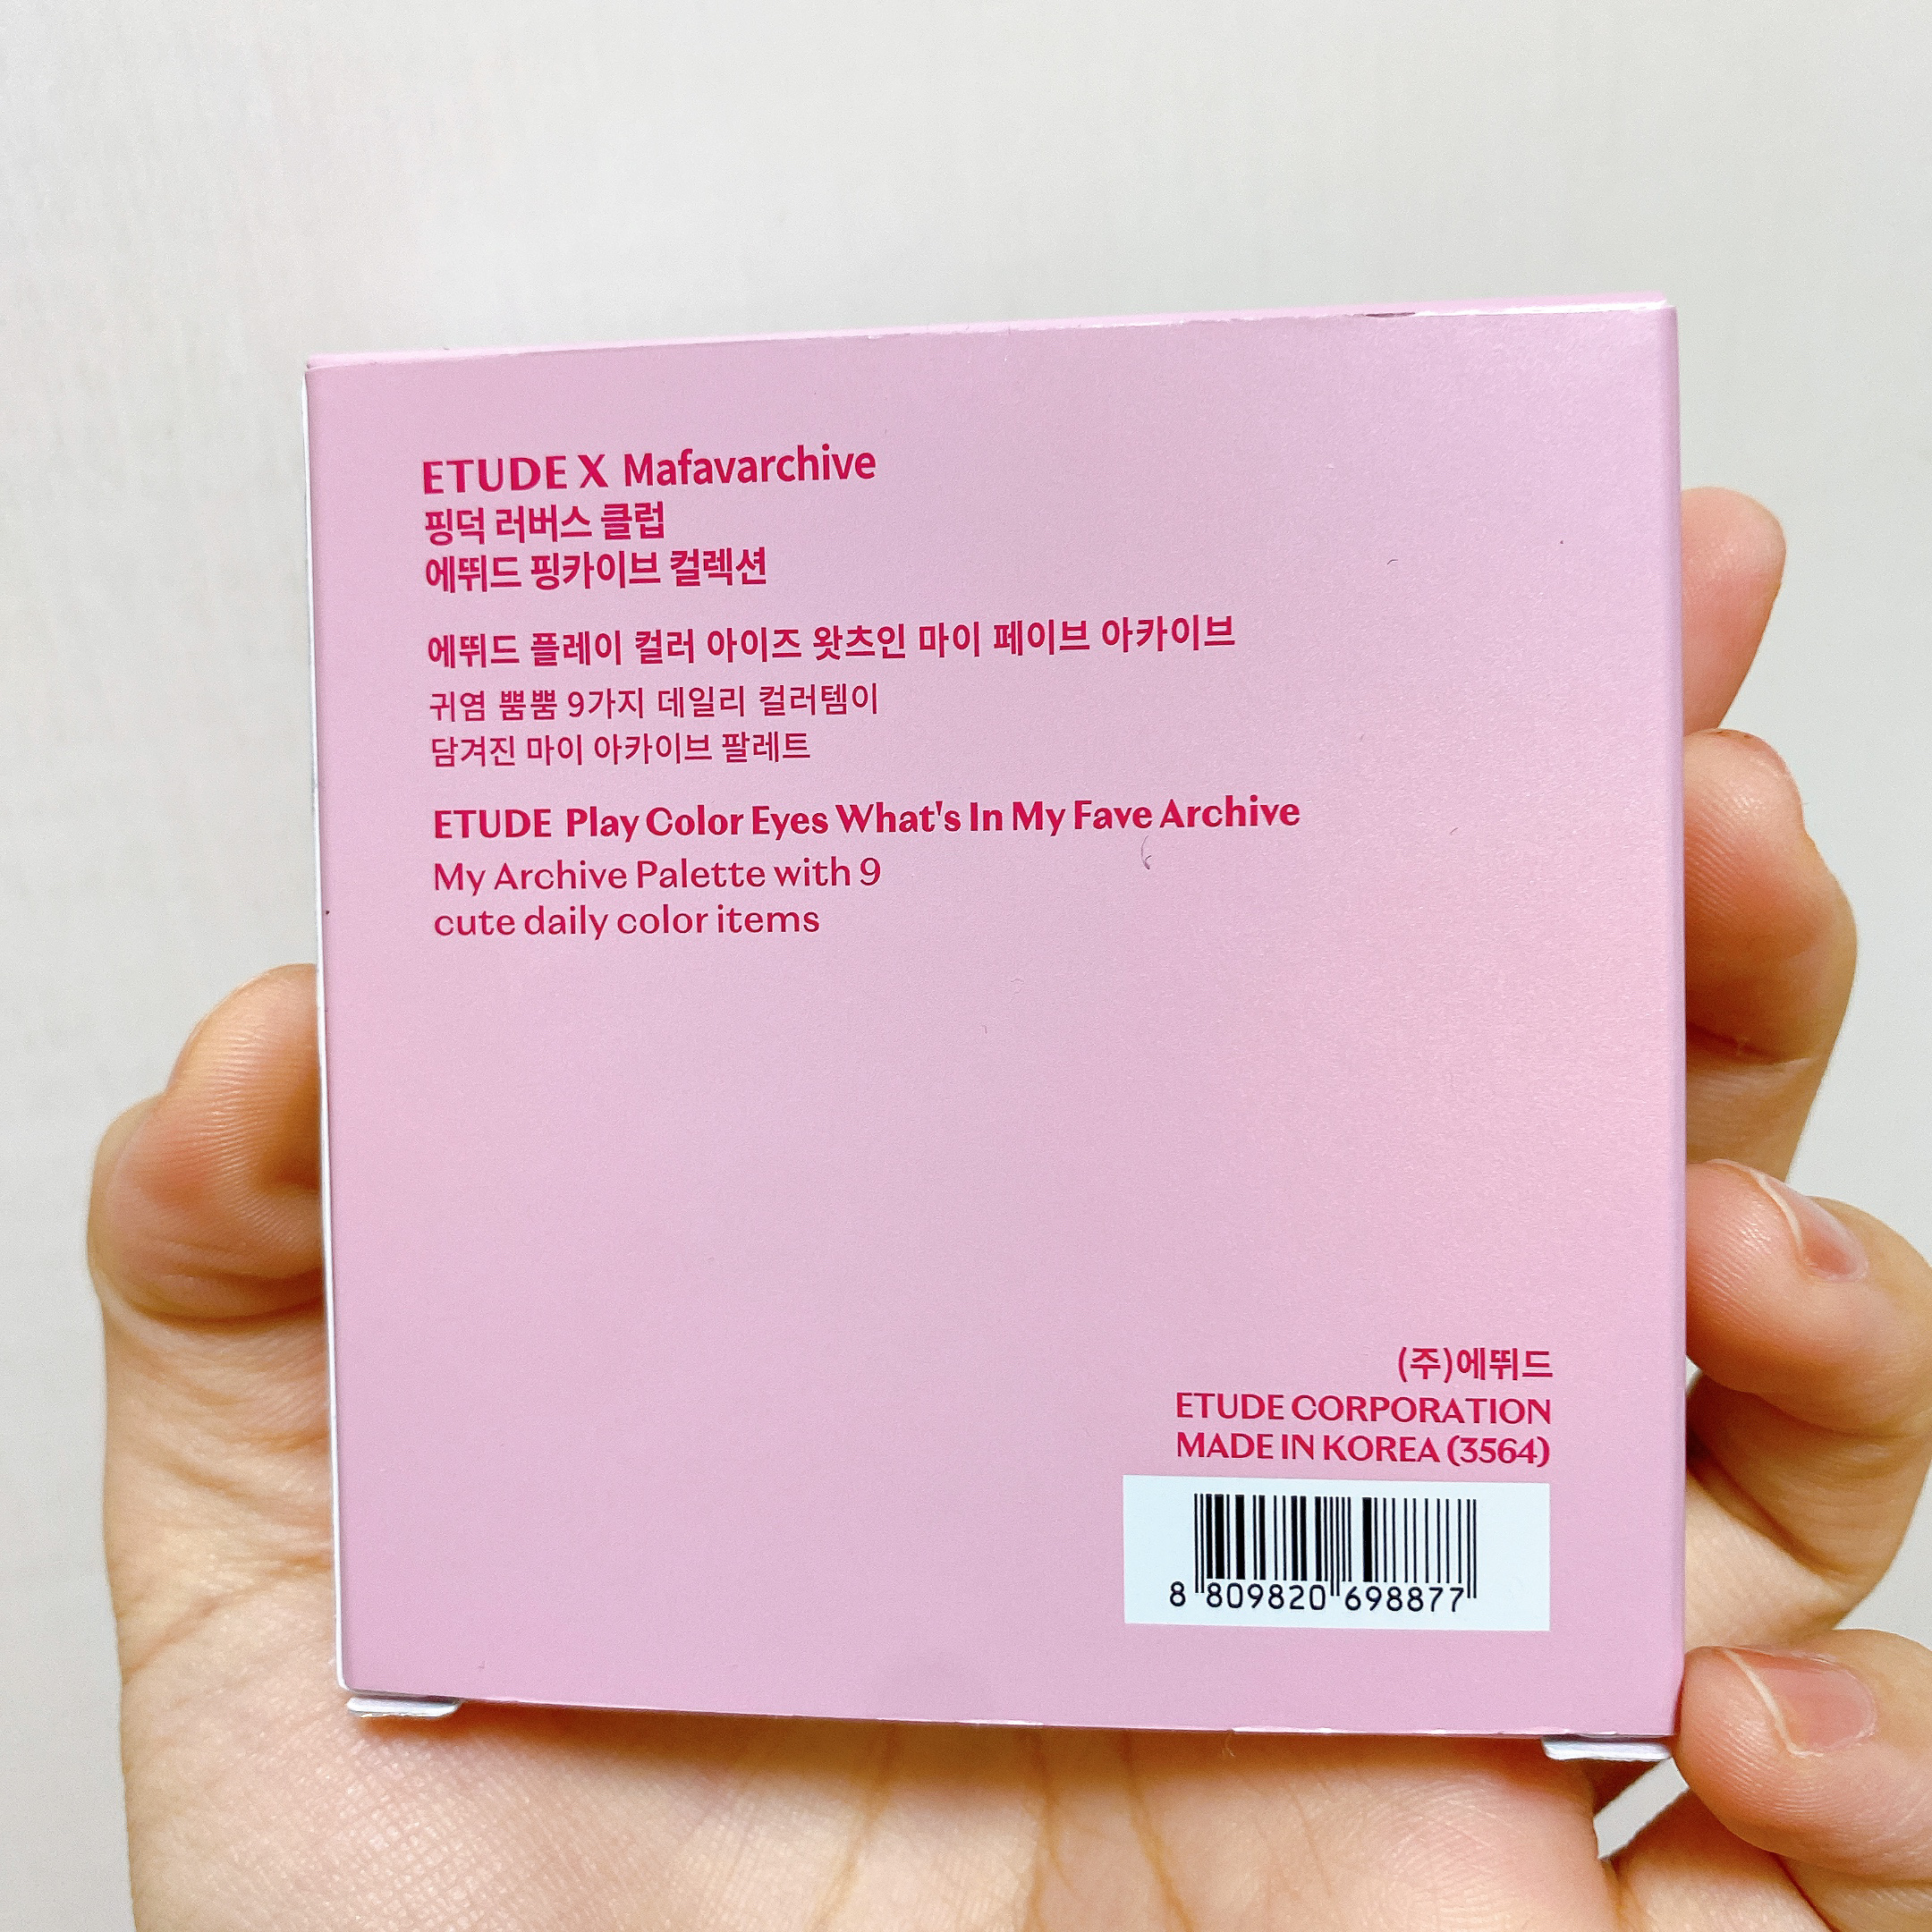 ETUDE X Mafavarchive
핑덕 러버스 클럽
에뛰드 핑카이브 컬렉션
에뛰드 플레이 컬러 아이즈 왓츠인 마이 페이브 아카이브
귀염 뿜뿜 9가지 데일리 컬러템이
담겨진 마이 아카이브 팔레트
ETUDE Play Color Eyes What's In My Fave Archive
My Archive Palette with 9
cute daily color items
(주)에뛰드
ETUDE CORPORATION
MADE IN KOREA (3564)
8 809820 698877